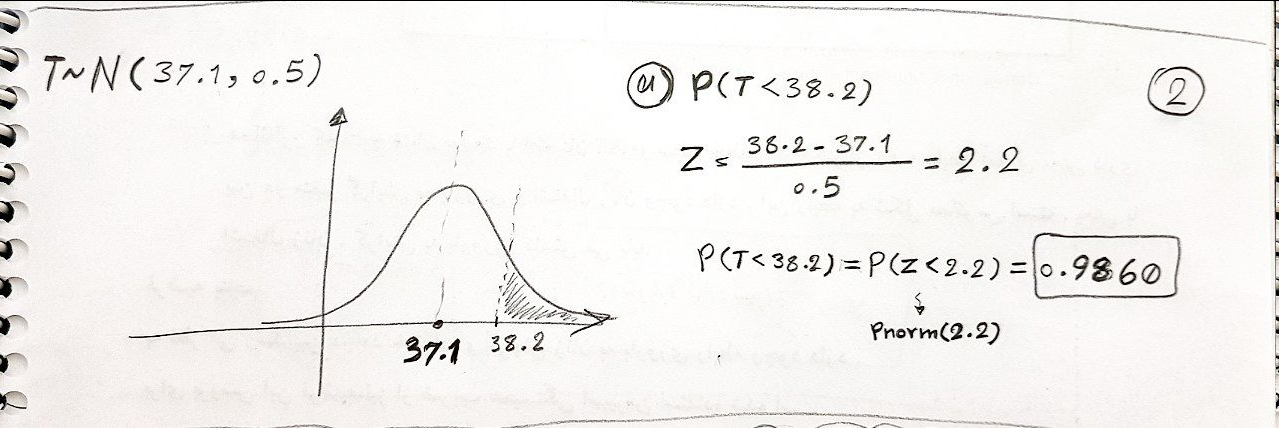 T~N(37.1, 0.5)
37.1
38.2
a) P(T<38.2)
2
Z = 38.2 - 37.1 / 0.5 = 2.2
P(T<38.2) = P(Z<2.2) = 0.9860
Pnorm(2.2)